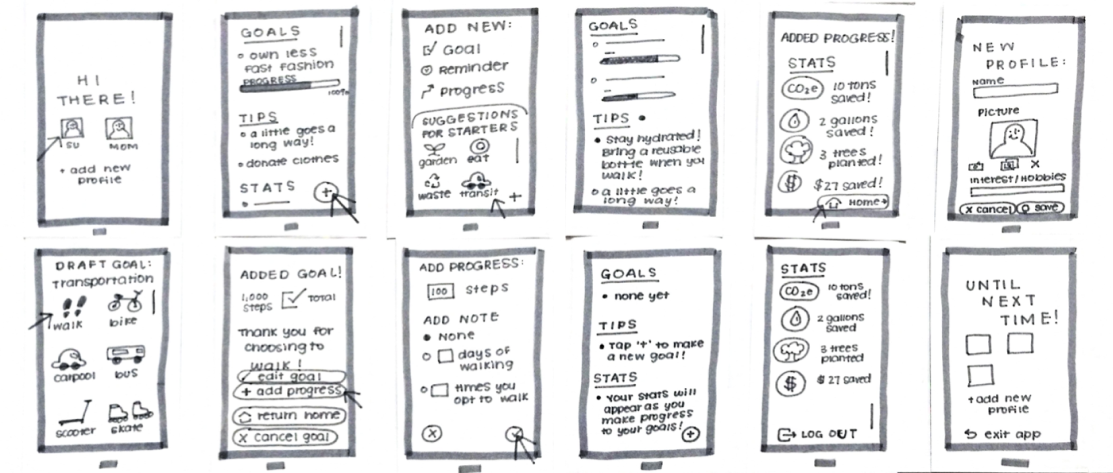 HI
THERE!
SU MOM
+ add new
profile
GOALS
own less
fast fashion
PROGRESS
100%
TIPS
a little goes a
long way!
donate clothes
STATS
+
ADD NEW:
Goal
Reminder
Progress
SUGGESTIONS
FOR STARTERS
garden eat
waste transit +
GOALS
TIPS
Stay hydrated!
Bring a reusable
bottle when you
walk!
a little goes a
long way!
ADDED PROGRESS!
STATS
CO₂e 10 tons
saved!
2 gallons
saved!
3 trees
planted!
$ $27 saved!
HOME
NEW
PROFILE:
Name
Picture
X
Interest/Hobbies
X cancel save
DRAFT GOAL:
Transportation
walk bike
carpool bus
scooter skate
ADDED GOAL!
1,000
STEPS TOTAL
Thank you for
choosing to
walk!
edit goal
+ add progress
return home
X cancel goal
ADD PROGRESS:
100 steps
ADD NOTE
None
days of
walking
times you
opt to walk
X
GOALS
none yet
TIPS
Tap '+' to make
a new goal!
STATS
Your stats will
appear as you
make progress
to your goals!
+
STATS
CO₂e 10 tons
saved!
2 gallons
saved
3 trees
planted
$ $27 saved
LOG OUT
UNTIL
NEXT
TIME!
+add new
profile
exit app